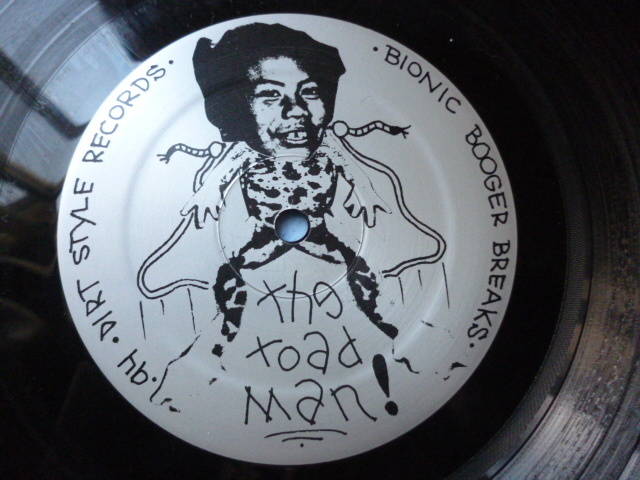 '94 · DIRT STYLE RECORDS ·
· BIONIC BOOGER BREAKS ·
the
toad
man!